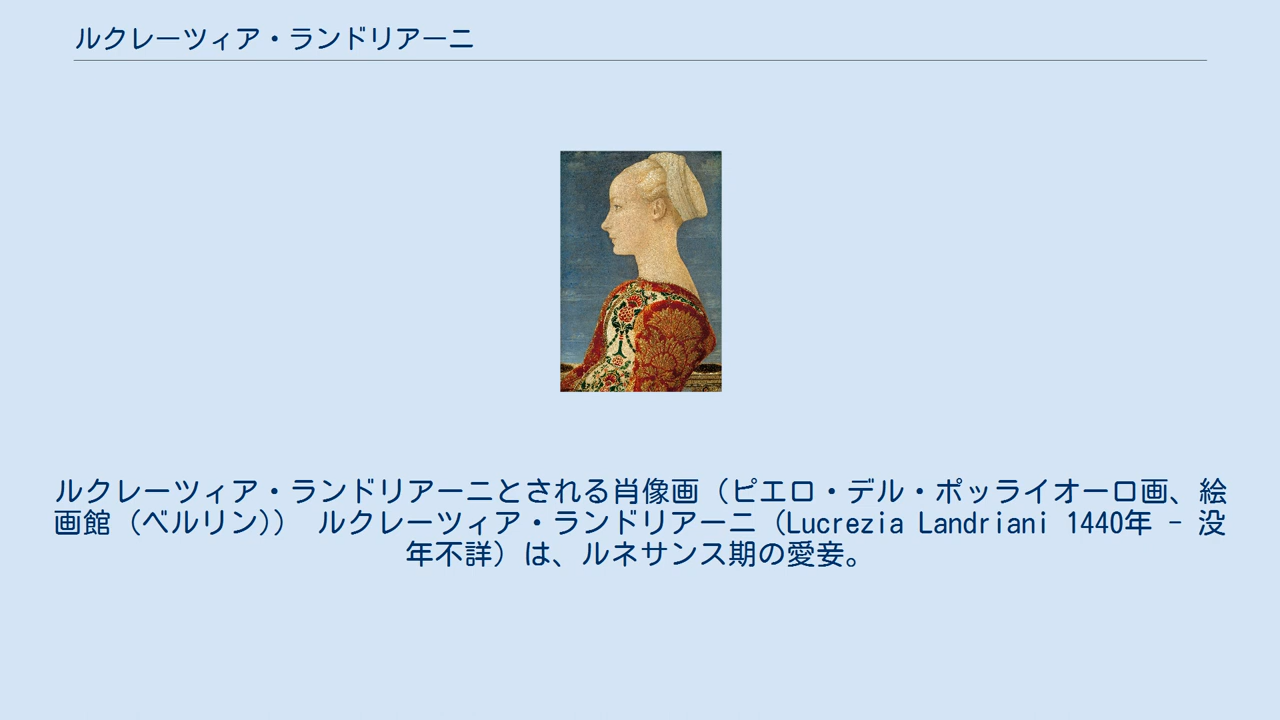 ルクレーツィア・ランドリアーニ
ルクレーツィア・ランドリアーニとされる肖像画（ピエロ・デル・ポッライオーロ画、絵
画館（ベルリン)） ルクレーツィア・ランドリアーニ（Lucrezia Landriani 1440年 - 没
年不詳）は、ルネサンス期の愛妾。